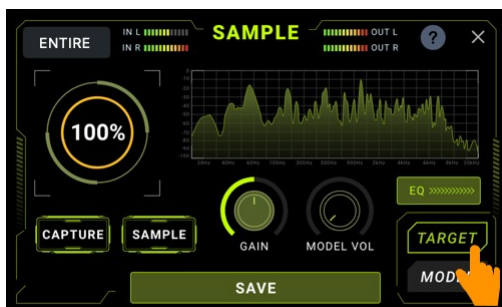 ENTIRE
IN L
IN R
SAMPLE
OUT L
OUT R
?
100%
CAPTURE
SAMPLE
GAIN
MODEL VOL
EQ
TARGET
SAVE